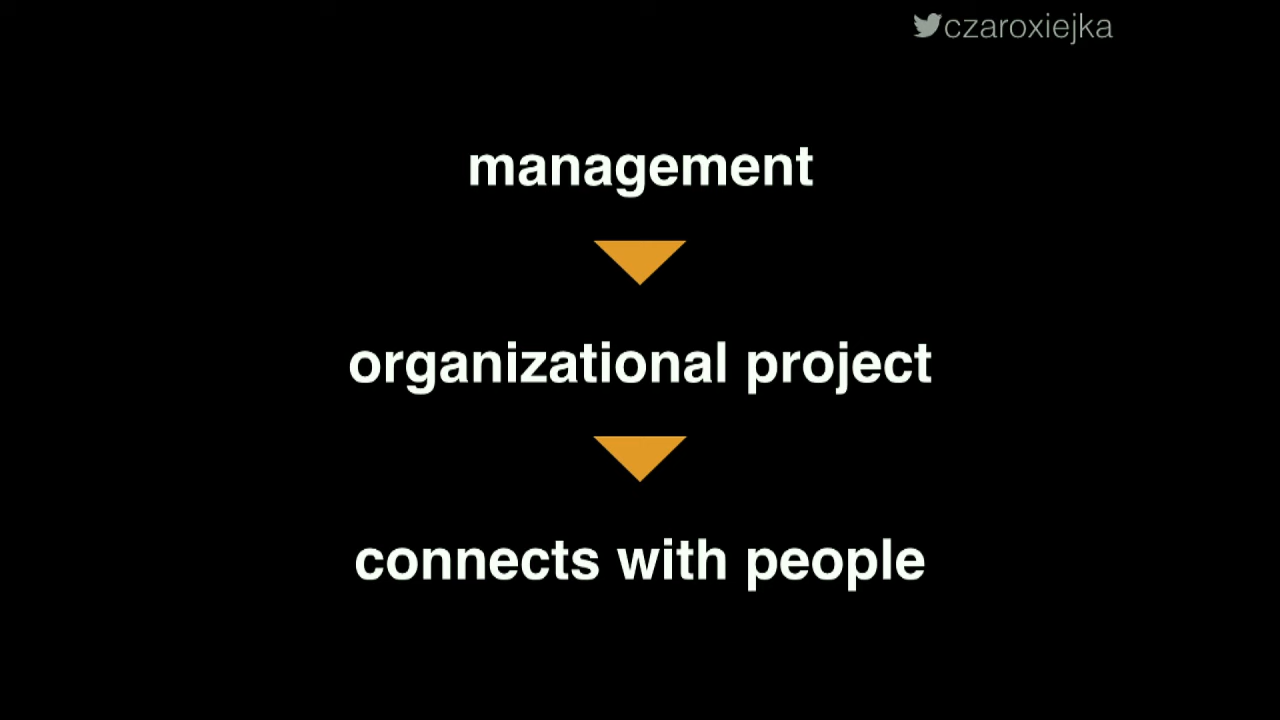 czaroxiejka
management
organizational project
connects with people